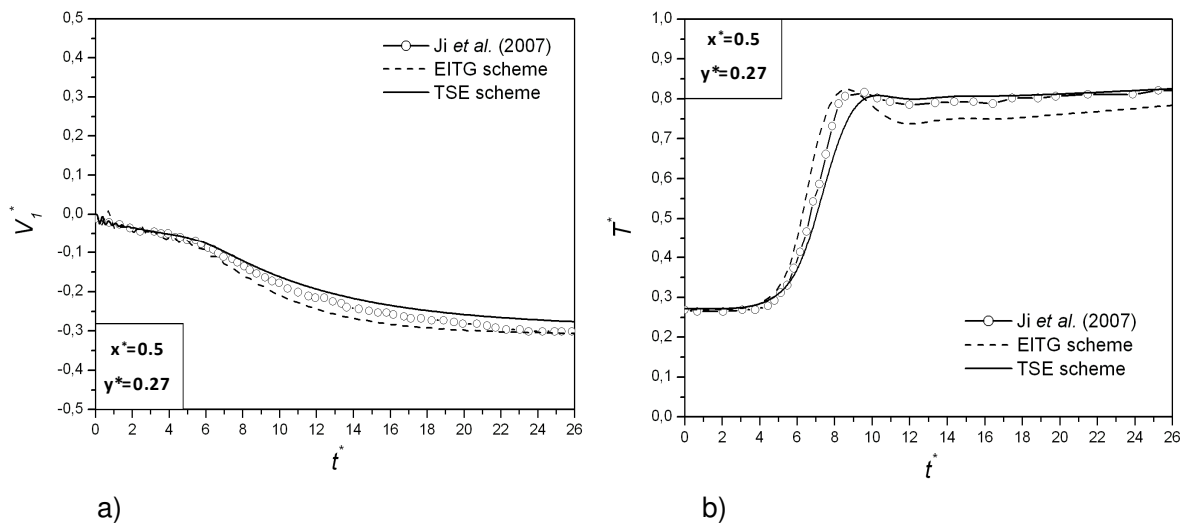 0,5
0,4
0,3
0,2
0,1
0,0
-0,1
-0,2
-0,3
-0,4
-0,5
V1*
Ji et al. (2007)
EITG scheme
TSE scheme
x*=0.5
y*=0.27
0 2 4 6 8 10 12 14 16 18 20 22 24 26
t*
a)
1,0
0,9
0,8
0,7
0,6
0,5
0,4
0,3
0,2
0,1
0,0
T*
x*=0.5
y*=0.27
Ji et al. (2007)
EITG scheme
TSE scheme
0 2 4 6 8 10 12 14 16 18 20 22 24 26
t*
b)